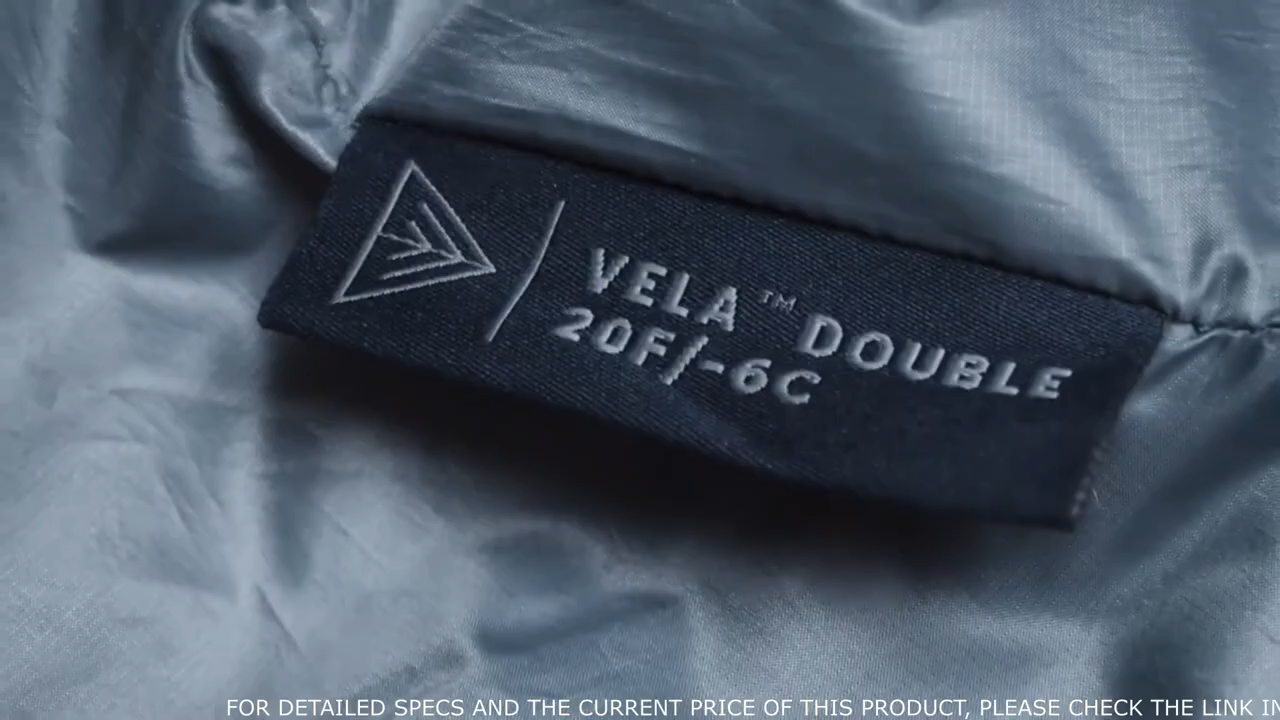 VELA™ DOUBLE
20F/-6C
FOR DETAILED SPECS AND THE CURRENT PRICE OF THIS PRODUCT, PLEASE CHECK THE LINK IN